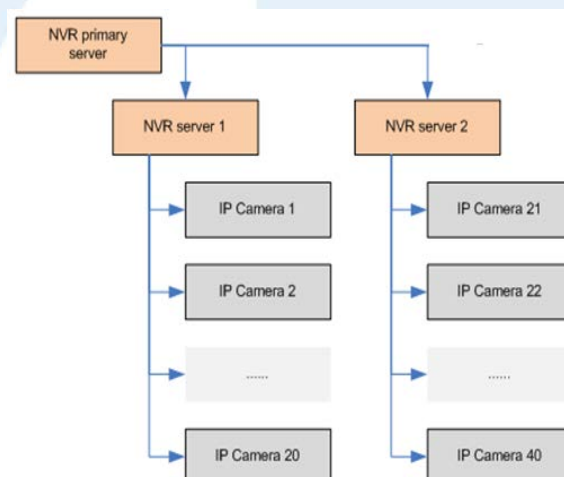 NVR primary
server
NVR server 1
NVR server 2
IP Camera 1
IP Camera 21
IP Camera 2
IP Camera 22
......
......
IP Camera 20
IP Camera 40